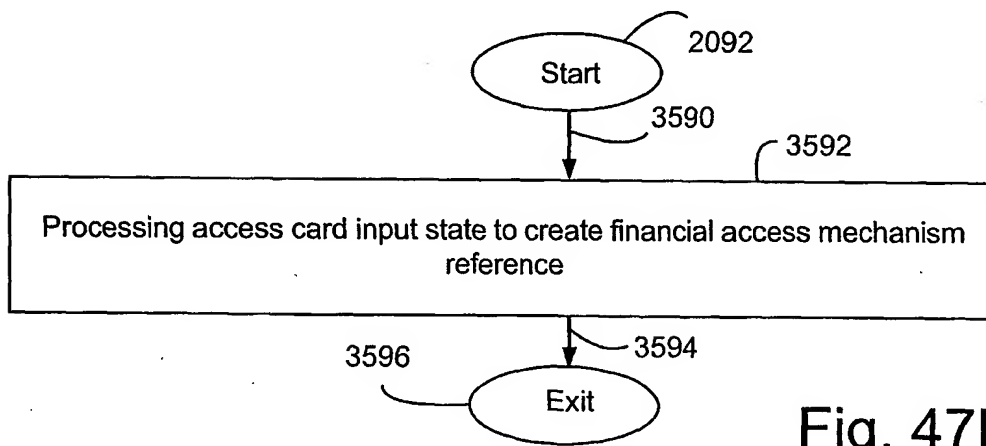 2092
Start
3590
3592
Processing access card input state to create financial access mechanism
reference
3594
3596
Exit
Fig. 47